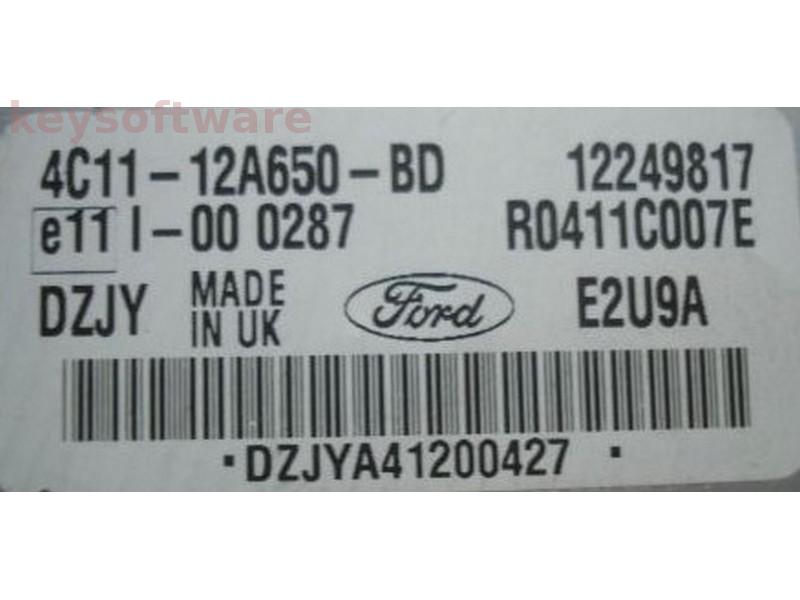 keysoftware
4C11-12A650-BD 12249817
e11 I-00 0287 R0411C007E
DZJY MADE IN UK Ford E2U9A
·DZJYA41200427 ·